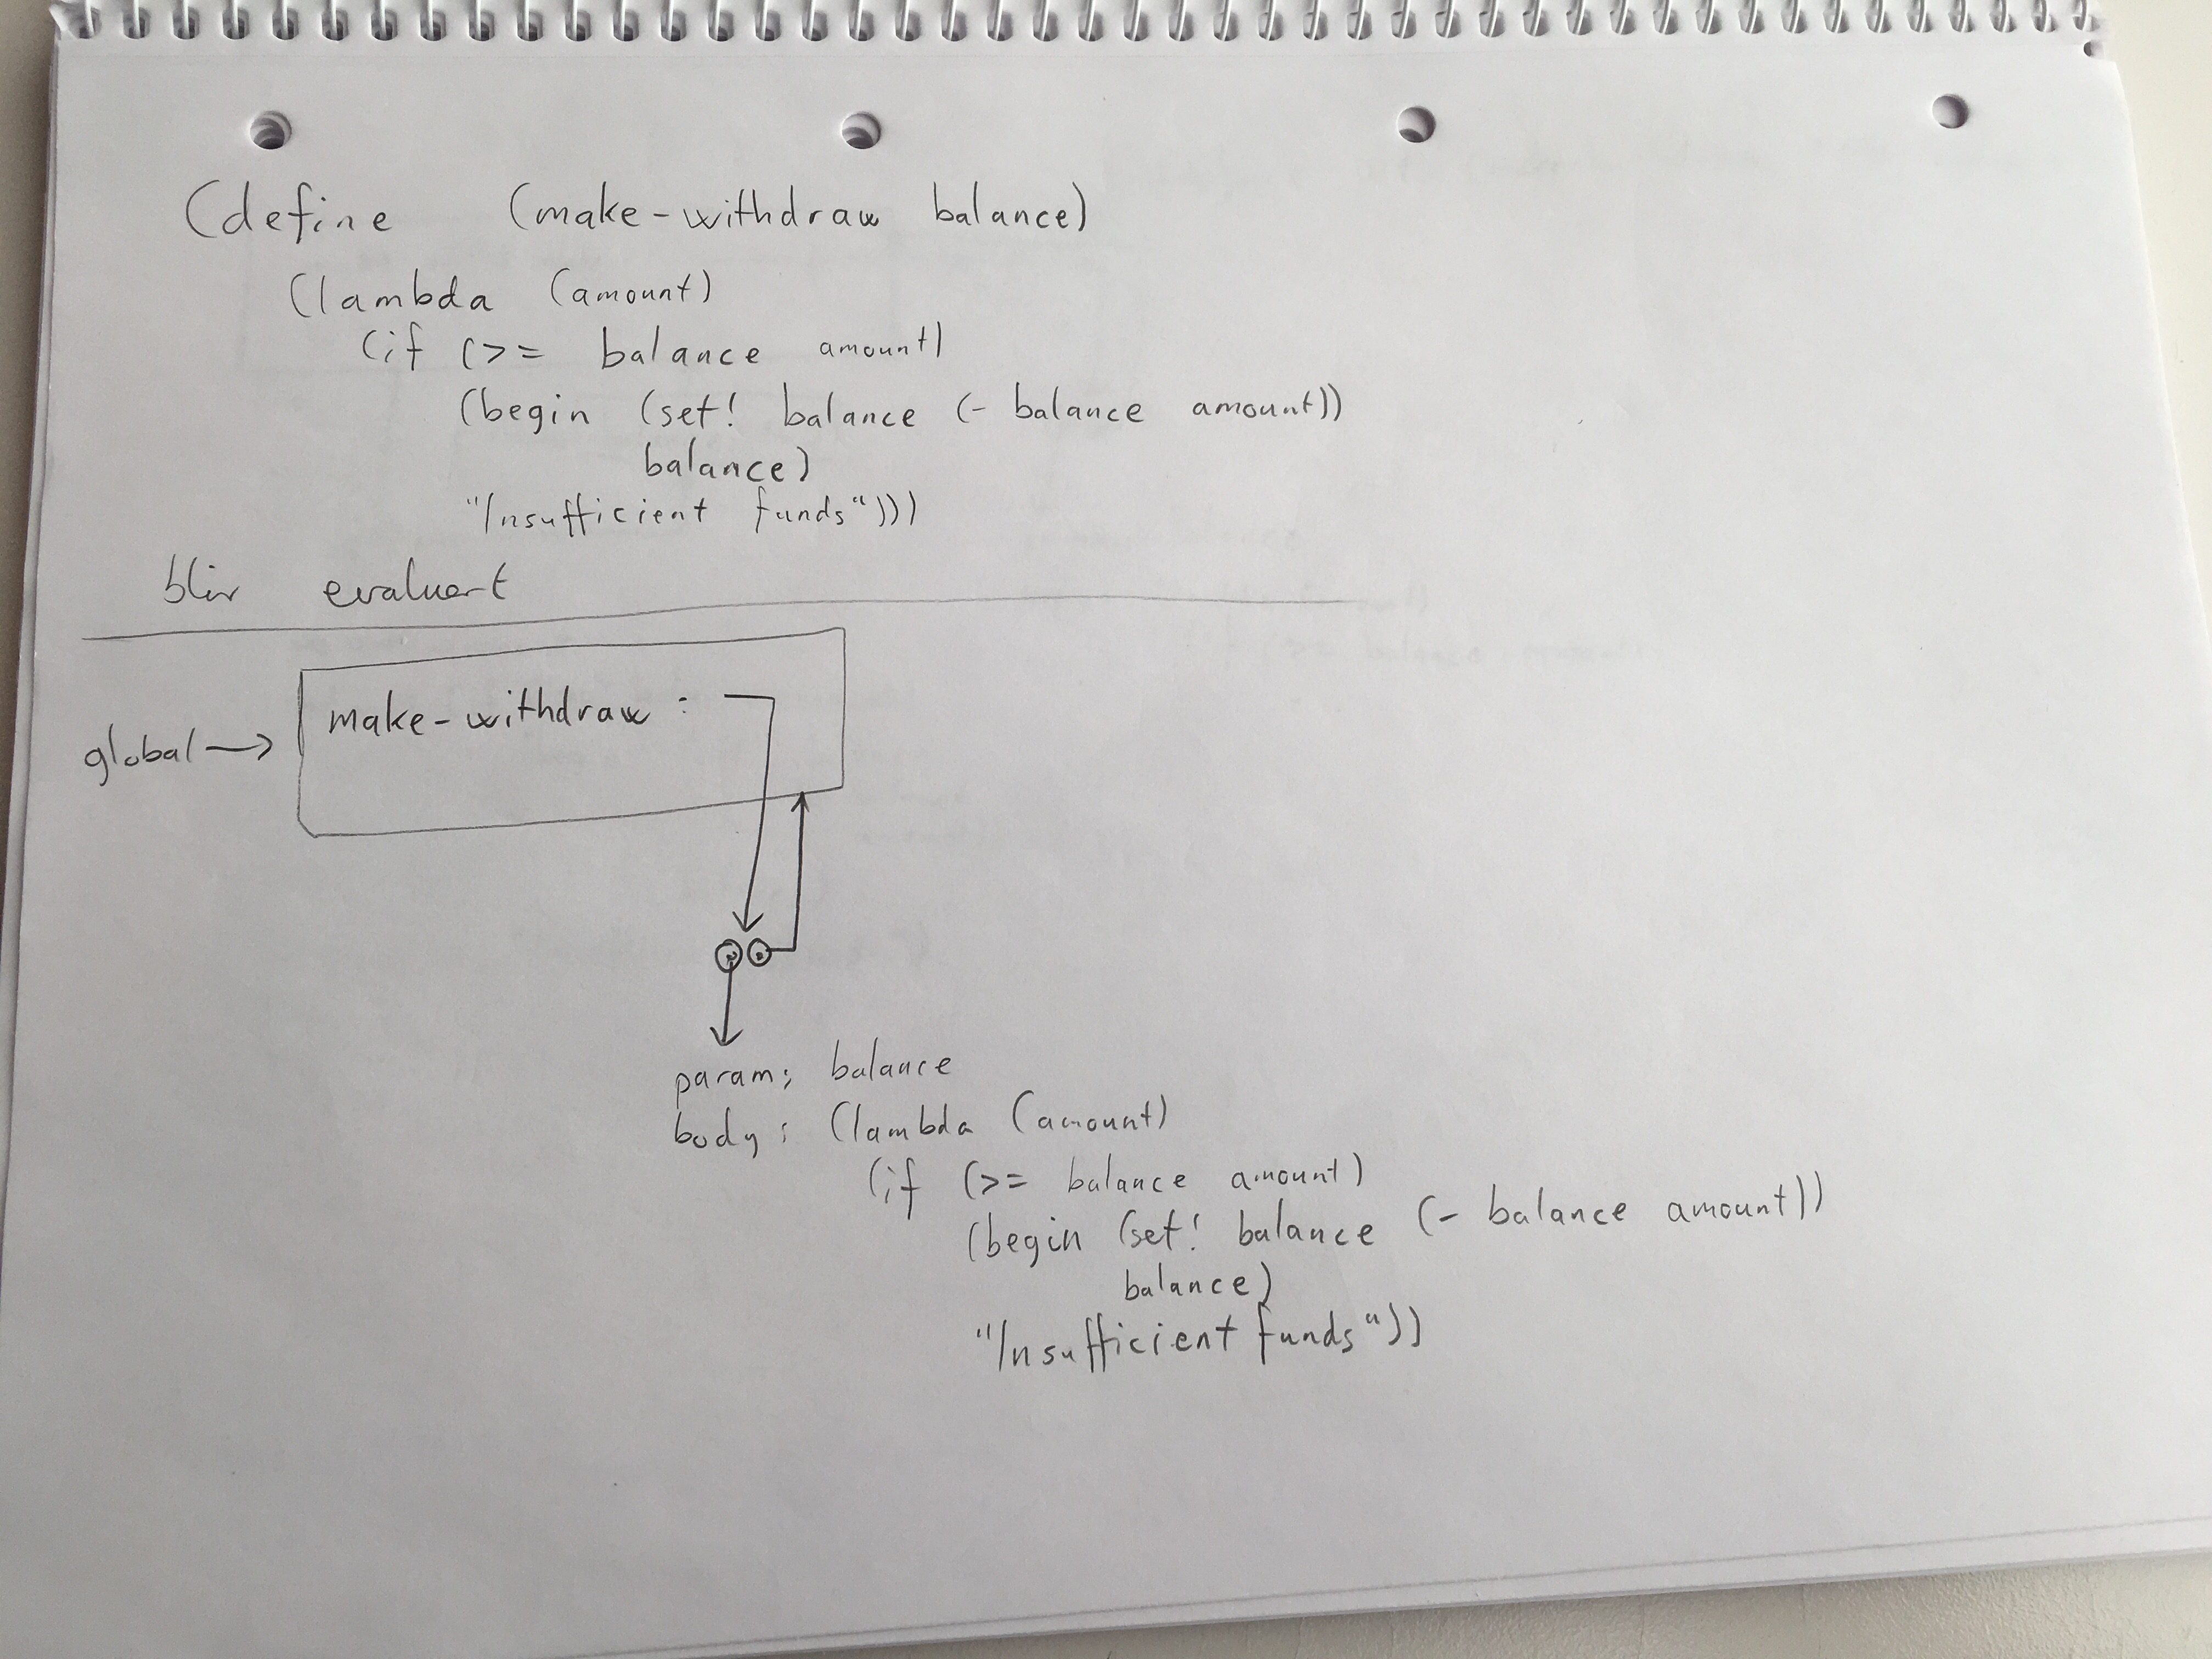 (define (make-withdraw balance)
(lambda (amount)
(if (>= balance amount)
(begin (set! balance (- balance amount))
balance)
"Insufficient funds")))
blir evaluert
make-withdraw :
global
param: balance
body: (lambda (amount)
(if (>= balance amount)
(begin (set! balance (- balance amount))
balance)
"Insufficient funds"))